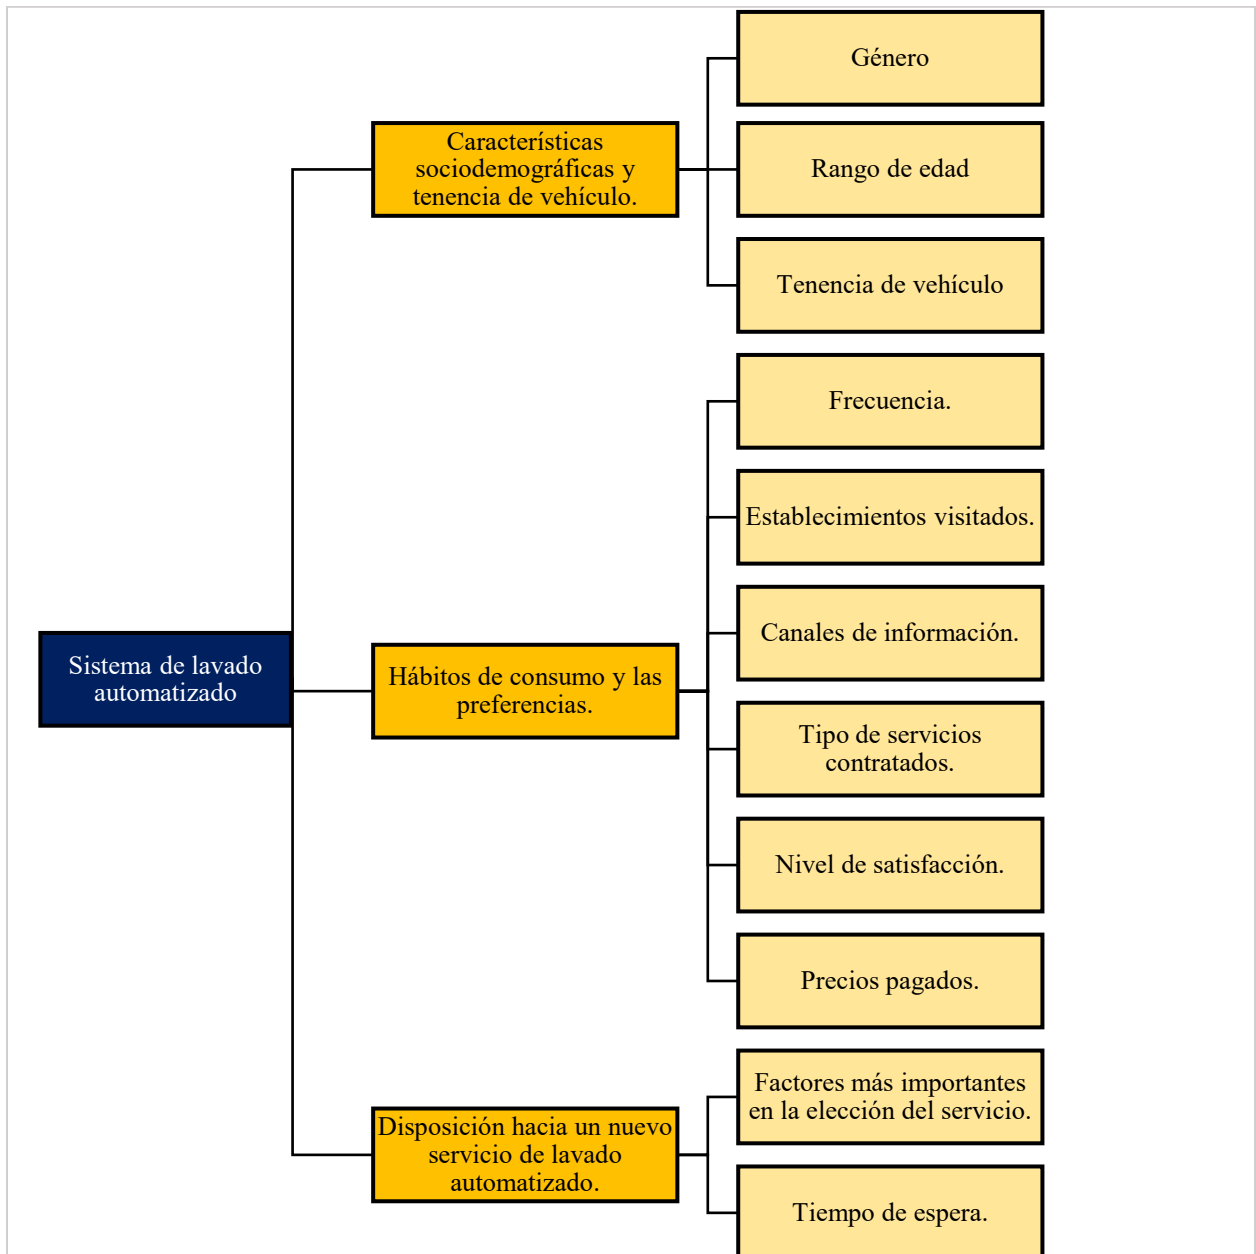 Sistema de lavado
automatizado
Característícas
sociodemográficas y
tenencia de vehículo.
Género
Rango de edad
Tenencia de vehículo
Hábitos de consumo y las
preferencias.
Frecuencia.
Establecimientos visitados.
Canales de información.
Tipo de servicios
contratados.
Nivel de satisfacción.
Precios pagados.
Disposición hacia un nuevo
servicio de lavado
automatizado.
Factores más importantes
en la elección del servicio.
Tiempo de espera.